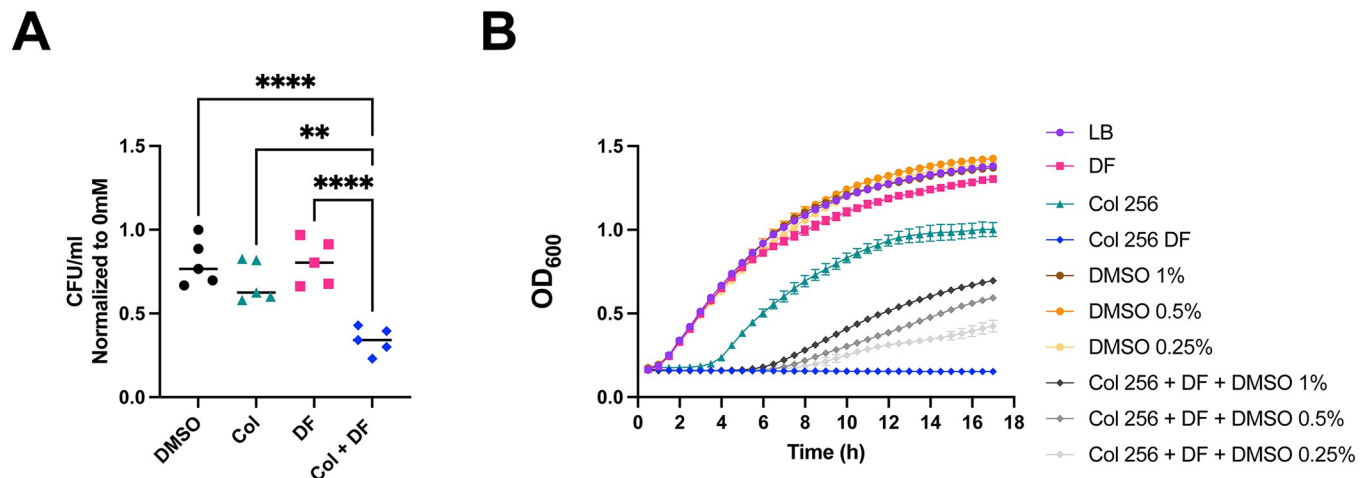 A
B
****
**
****
CFU/ml
Normalized to 0mM
1.5
1.0
0.5
0.0
DMSO
Col
DF
Col + DF
OD600
1.5
1.0
0.5
0.0
0 2 4 6 8 10 12 14 16 18
Time (h)
LB
DF
Col 256
Col 256 DF
DMSO 1%
DMSO 0.5%
DMSO 0.25%
Col 256 + DF + DMSO 1%
Col 256 + DF + DMSO 0.5%
Col 256 + DF + DMSO 0.25%